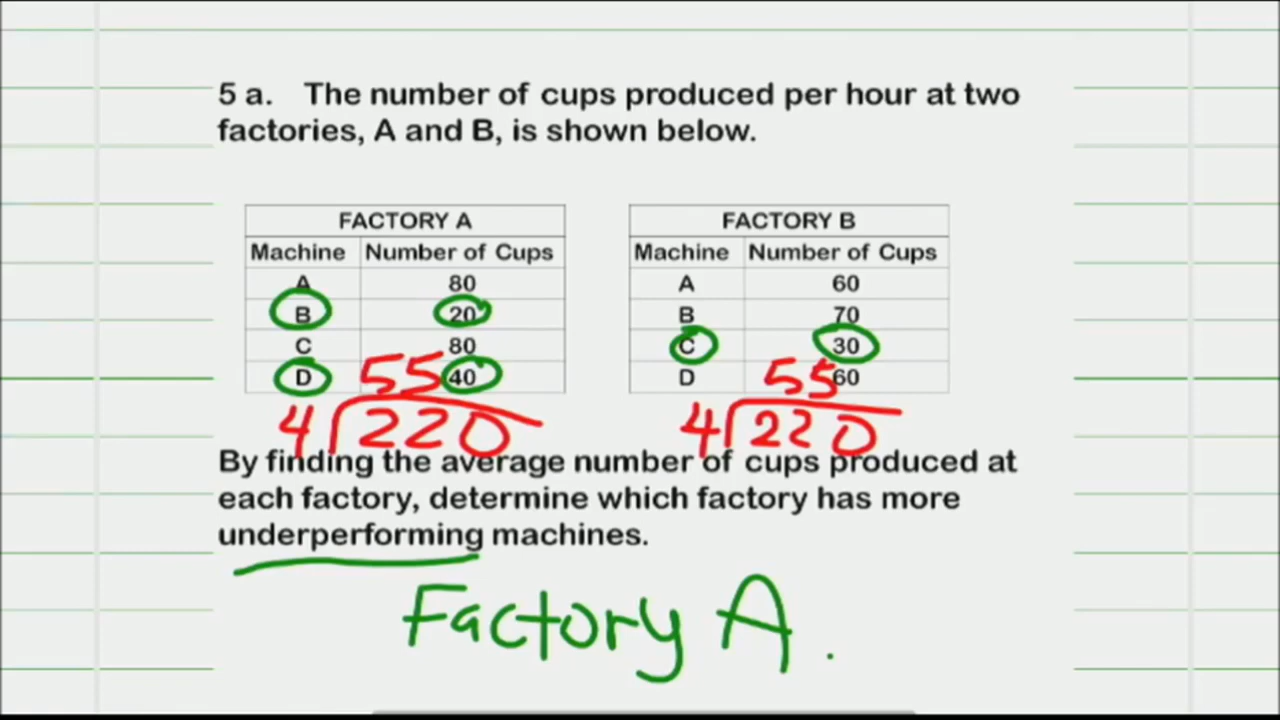 5 a. The number of cups produced per hour at two
factories, A and B, is shown below.
FACTORY A
Machine Number of Cups
A 80
B 20
C 80
D 40
55
4 220
FACTORY B
Machine Number of Cups
A 60
B 70
C 30
D 60
55
4 220
By finding the average number of cups produced at
each factory, determine which factory has more
underperforming machines.
Factory A.